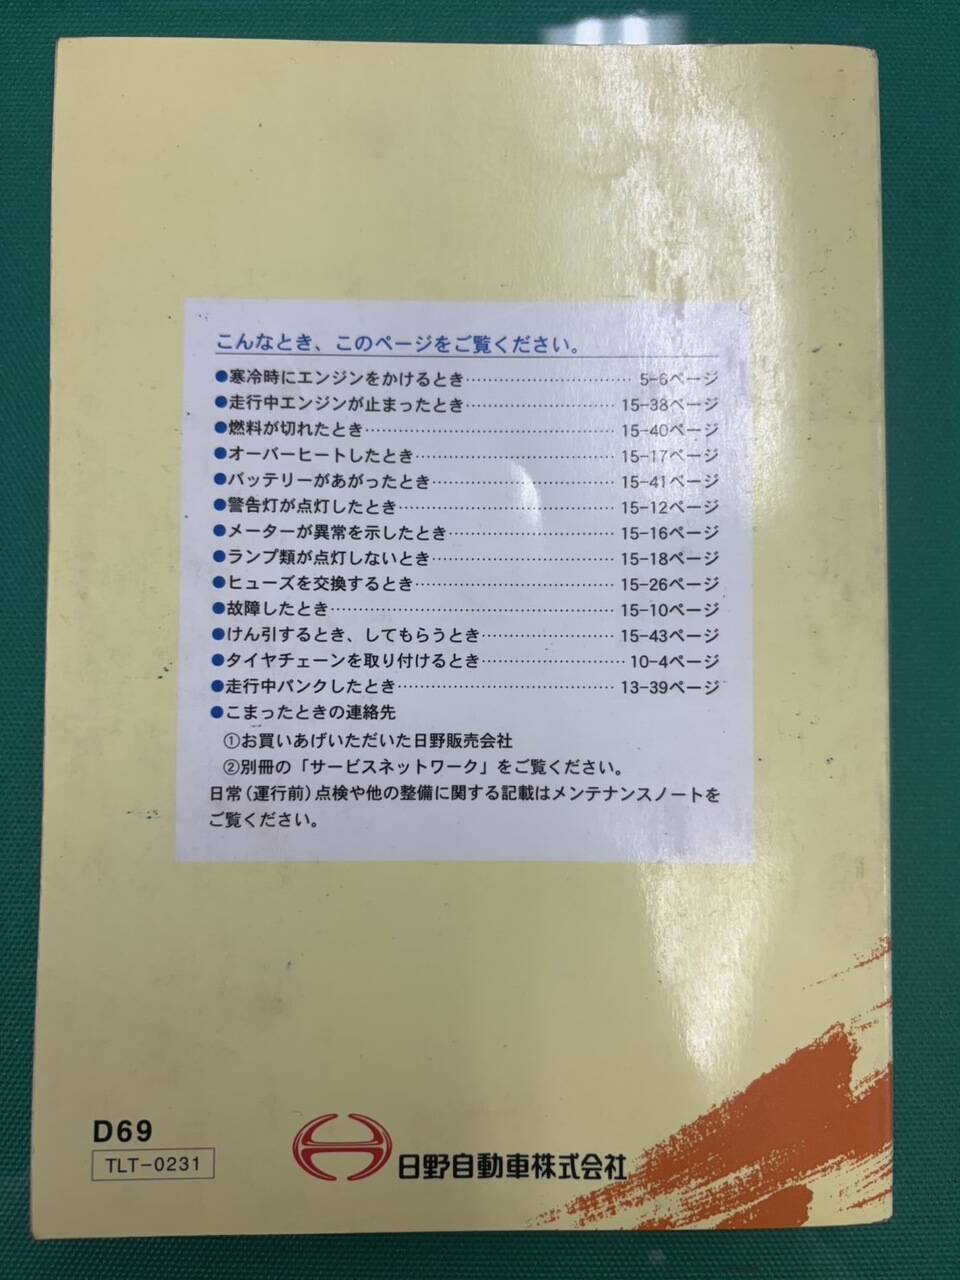 こんなとき、このページをご覧ください。
●寒冷時にエンジンをかけるとき………………………… 5-6ページ
●走行中エンジンが止まったとき……………………… 15-38ページ
●燃料が切れたとき……………………………………… 15-40ページ
●オーバーヒートしたとき……………………………… 15-17ページ
●バッテリーがあがったとき…………………………… 15-41ページ
●警告灯が点灯したとき………………………………… 15-12ページ
●メーターが異常を示したとき………………………… 15-16ページ
●ランプ類が点灯しないとき…………………………… 15-18ページ
●ヒューズを交換するとき……………………………… 15-26ページ
●故障したとき…………………………………………… 15-10ページ
●けん引するとき、してもらうとき…………………… 15-43ページ
●タイヤチェーンを取り付けるとき…………………… 10-4ページ
●走行中パンクしたとき………………………………… 13-39ページ
●こまったときの連絡先
①お買いあげいただいた日野販売会社
②別冊の「サービスネットワーク」をご覧ください。
日常(運行前)点検や他の整備に関する記載はメンテナンスノートを
ご覧ください。
D69
TLT-0231
日野自動車株式会社